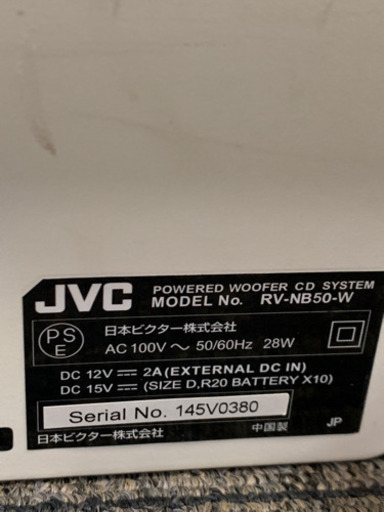 JVC
POWERED WOOFER CD SYSTEM
MODEL No. RV-NB50-W
PS
E
日本ビクター株式会社
AC 100V ～ 50/60Hz 28W
DC 12V ⎓ 2A(EXTERNAL DC IN)
DC 15V ⎓ (SIZE D,R20 BATTERY X10)
Serial No. 145V0380
日本ビクター株式会社 中国製 JP